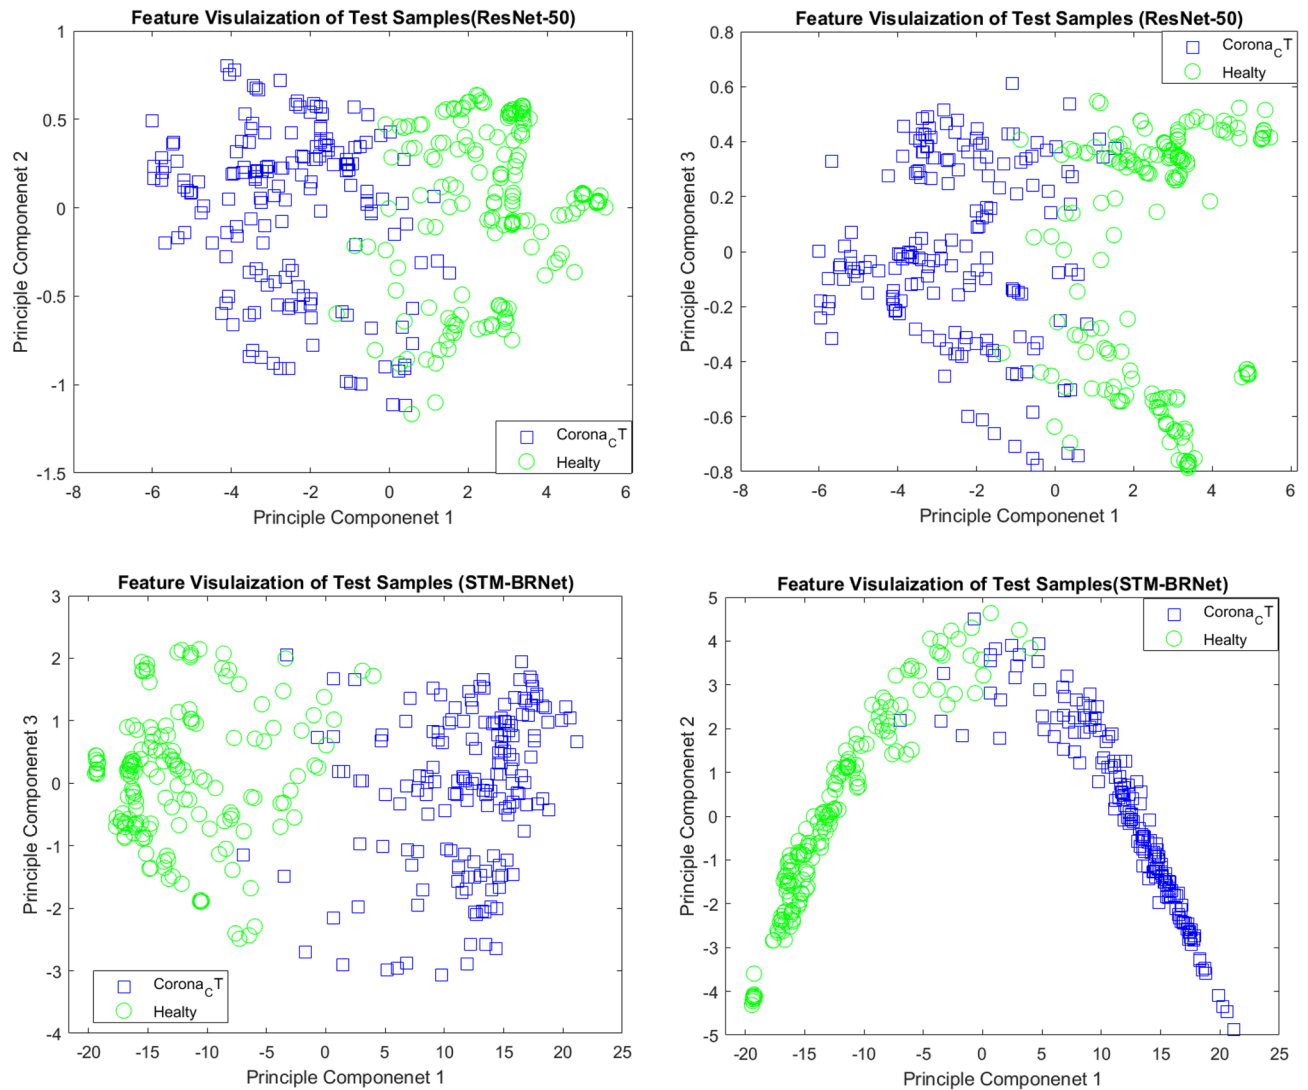 Feature Visulaization of Test Samples(ResNet-50)
1
0.5
0
-0.5
-1
-1.5
-8 -6 -4 -2 0 2 4 6
Principle Componenet 2
Principle Componenet 1
Corona_CT
Healty
Feature Visulaization of Test Samples (ResNet-50)
0.8
0.6
0.4
0.2
0
-0.2
-0.4
-0.6
-0.8
-8 -6 -4 -2 0 2 4 6
Principle Componenet 3
Principle Componenet 1
Corona_CT
Healty
Feature Visulaization of Test Samples (STM-BRNet)
3
2
1
0
-1
-2
-3
-4
-20 -15 -10 -5 0 5 10 15 20 25
Principle Componenet 3
Principle Componenet 1
Corona_CT
Healty
Feature Visulaization of Test Samples(STM-BRNet)
5
4
3
2
1
0
-1
-2
-3
-4
-5
-20 -15 -10 -5 0 5 10 15 20 25
Principle Componenet 2
Principle Componenet 1
Corona_CT
Healty